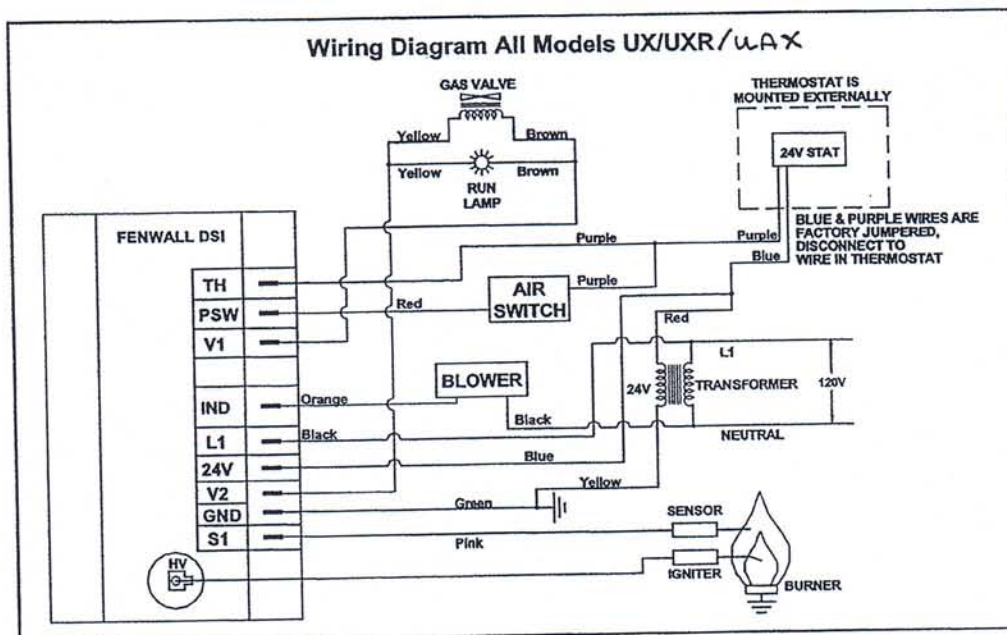 Wiring Diagram All Models UX/UXR/UAX
GAS VALVE
THERMOSTAT IS
MOUNTED EXTERNALLY
24V STAT
Yellow
Brown
Yellow
Brown
RUN
LAMP
BLUE & PURPLE WIRES ARE
FACTORY JUMPERED,
DISCONNECT TO
WIRE IN THERMOSTAT
Purple
Purple
Blue
FENWALL DSI
TH
PSW
V1
IND
L1
24V
V2
GND
S1
HV
Red
AIR
SWITCH
Purple
Red
L1
24V
TRANSFORMER
120V
BLOWER
Orange
Black
Black
NEUTRAL
Blue
Yellow
Green
Pink
SENSOR
IGNITER
BURNER